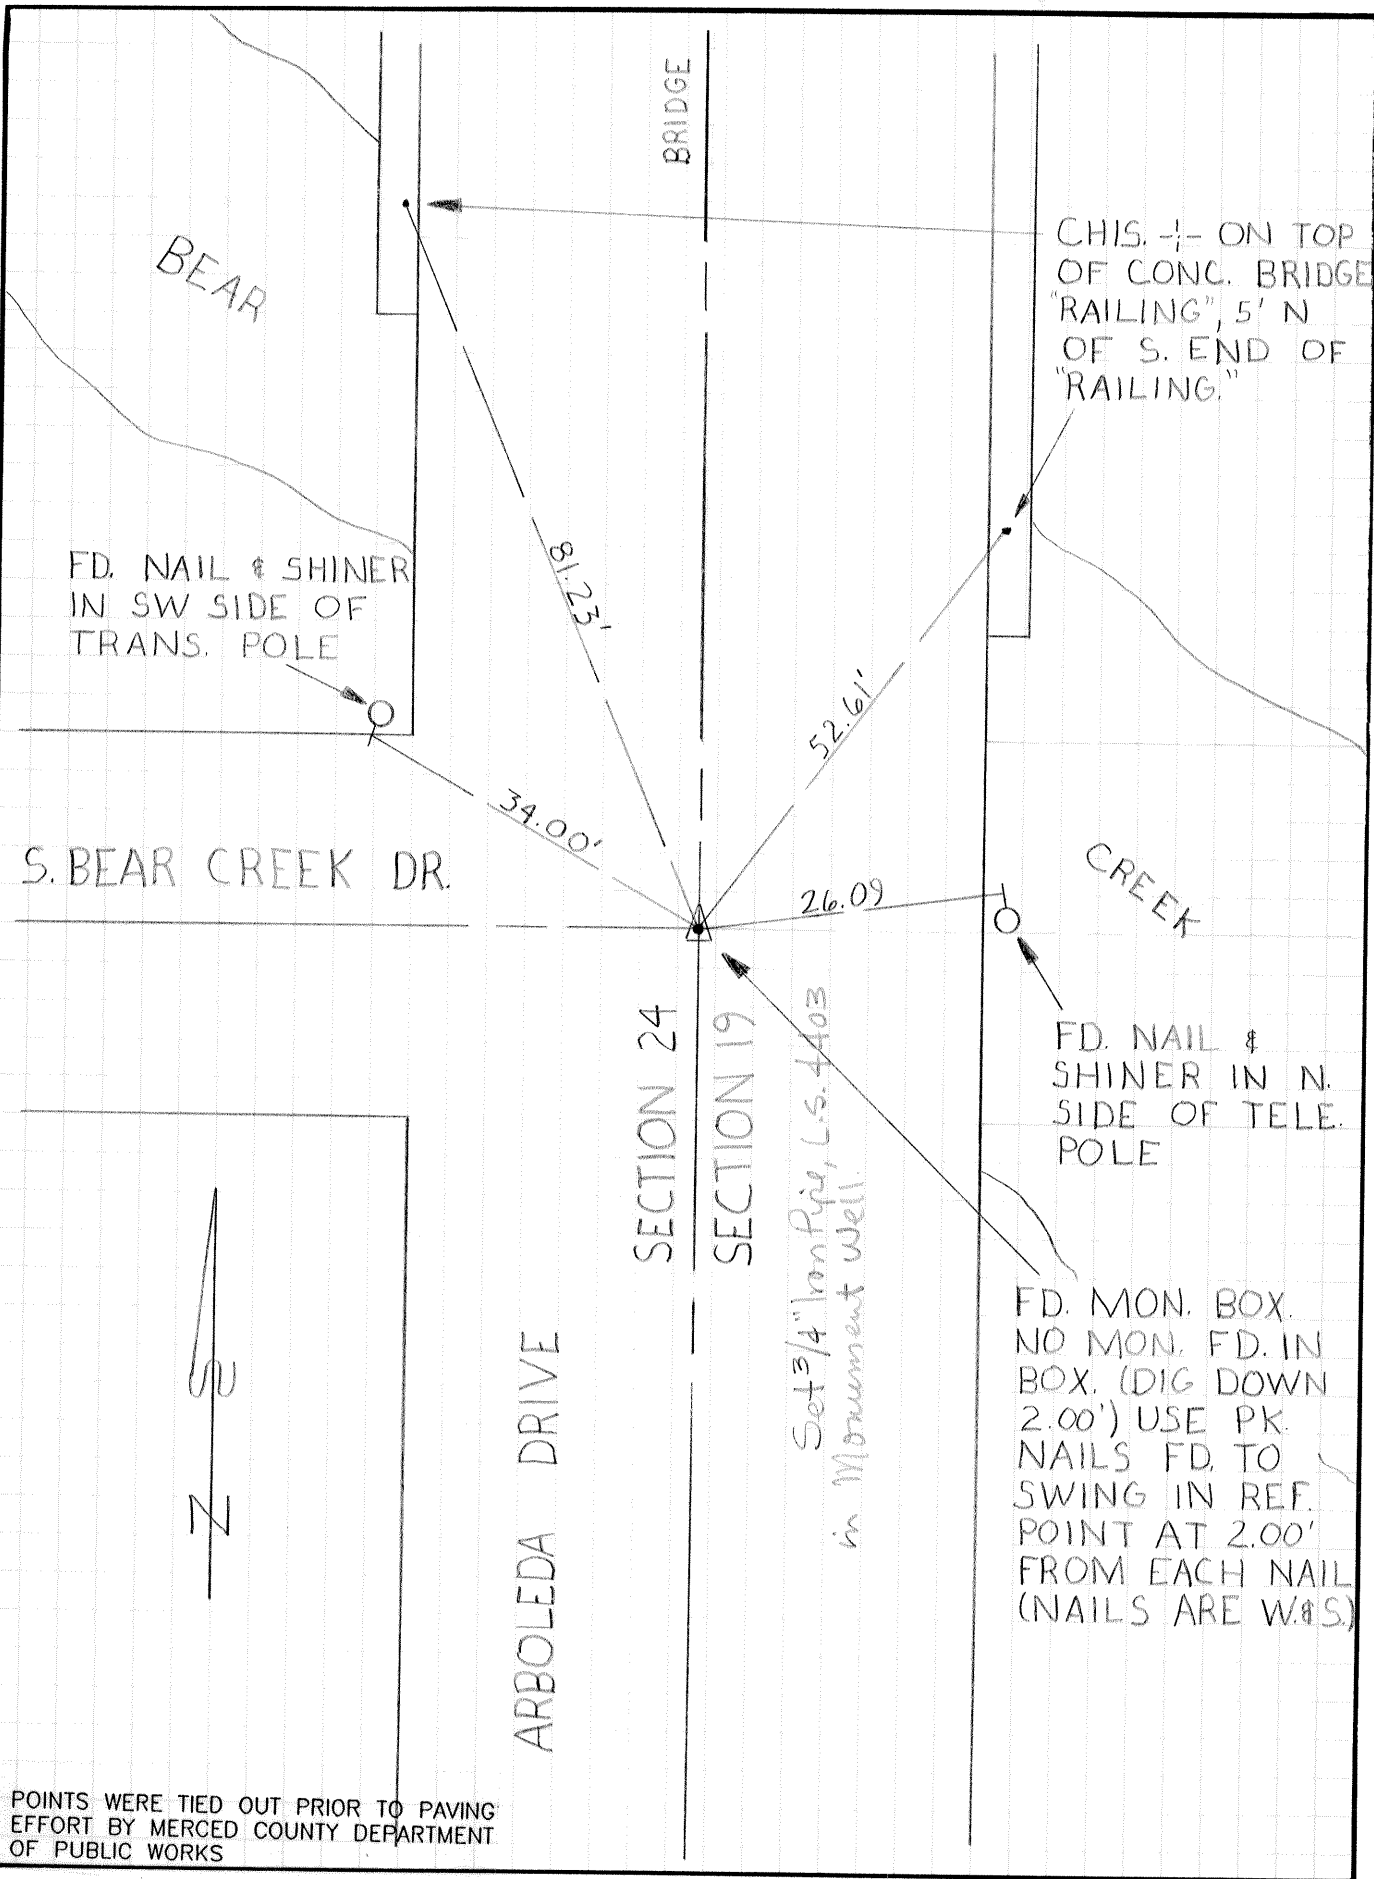 BRIDGE
CHIS. -¦- ON TOP
OF CONC. BRIDGE
"RAILING", 5' N
OF S. END OF
"RAILING."
BEAR
FD. NAIL & SHINER
IN SW SIDE OF
TRANS. POLE
81.23'
52.61'
34.00'
S. BEAR CREEK DR.
26.09
CREEK
FD. NAIL &
SHINER IN N.
SIDE OF TELE.
POLE
SECTION 24
SECTION 19
Set 3/4" Iron Pipe, L.S. 4403
in Monument Well.
FD. MON. BOX.
NO MON. FD. IN
BOX. (DIG DOWN
2.00') USE PK.
NAILS FD. TO
SWING IN REF.
POINT AT 2.00'
FROM EACH NAIL
(NAILS ARE W.&S.)
S
N
ARBOLEDA DRIVE
POINTS WERE TIED OUT PRIOR TO PAVING
EFFORT BY MERCED COUNTY DEPARTMENT
OF PUBLIC WORKS